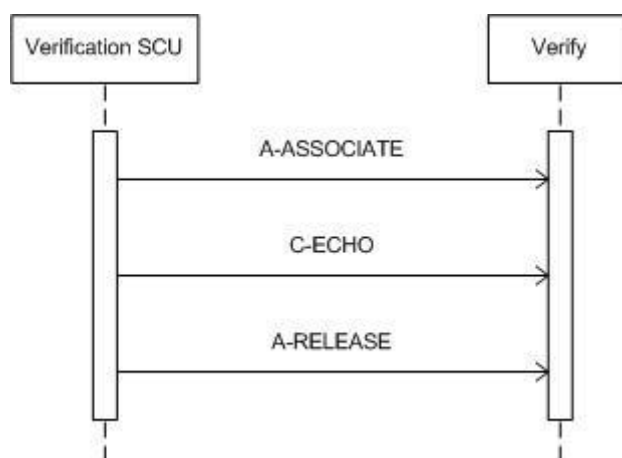 Verification SCU
Verify
A-ASSOCIATE
C-ECHO
A-RELEASE